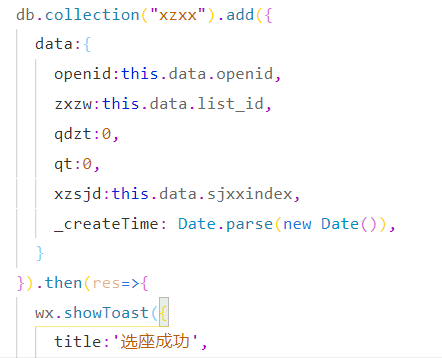 db.collection("xzxx").add({
data:{
openid:this.data.openid,
zxzw:this.data.list_id,
qdzt:0,
qt:0,
xzsjd:this.data.sjxxindex,
_createTime: Date.parse(new Date()),
}
}).then(res=>{
wx.showToast({
title:'选座成功',